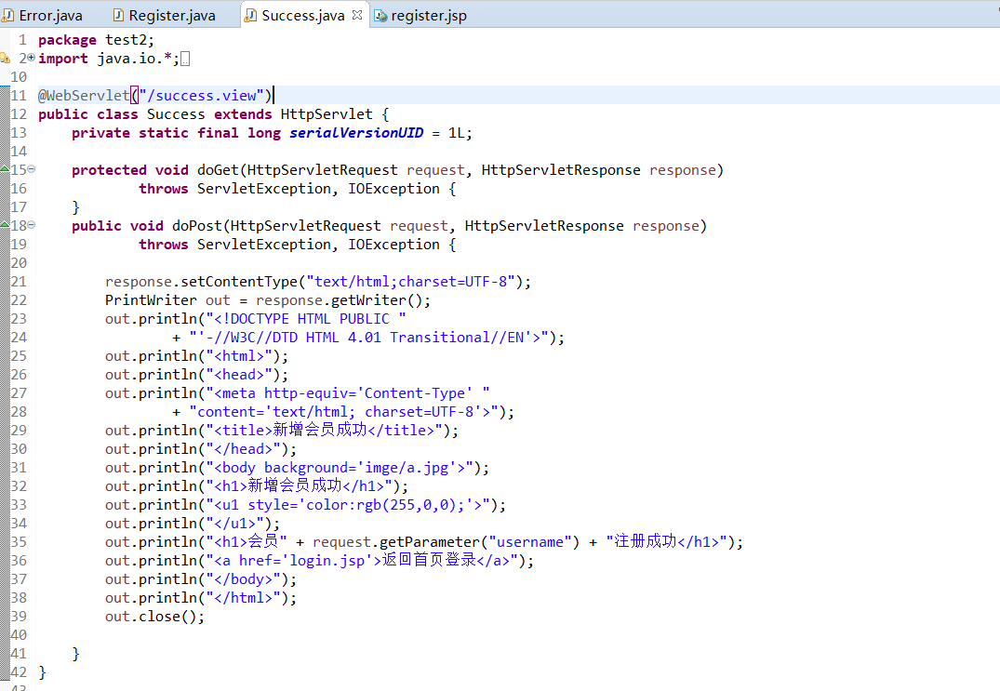 Error.java Register.java Success.java register.jsp
1 package test2;
2 import java.io.*;
10
11 @WebServlet("/success.view")
12 public class Success extends HttpServlet {
13     private static final long serialVersionUID = 1L;
14
15     protected void doGet(HttpServletRequest request, HttpServletResponse response)
16             throws ServletException, IOException {
17     }
18     public void doPost(HttpServletRequest request, HttpServletResponse response)
19             throws ServletException, IOException {
20
21         response.setContentType("text/html;charset=UTF-8");
22         PrintWriter out = response.getWriter();
23         out.println("<!DOCTYPE HTML PUBLIC "
24                 + "'-//W3C//DTD HTML 4.01 Transitional//EN'>");
25         out.println("<html>");
26         out.println("<head>");
27         out.println("<meta http-equiv='Content-Type' "
28                 + "content='text/html; charset=UTF-8'>");
29         out.println("<title>新增会员成功</title>");
30         out.println("</head>");
31         out.println("<body background='imge/a.jpg'>");
32         out.println("<h1>新增会员成功</h1>");
33         out.println("<u1 style='color:rgb(255,0,0);'>");
34         out.println("</u1>");
35         out.println("<h1>会员" + request.getParameter("username") + "注册成功</h1>");
36         out.println("<a href='login.jsp'>返回首页登录</a>");
37         out.println("</body>");
38         out.println("</html>");
39         out.close();
40
41     }
42 }
43